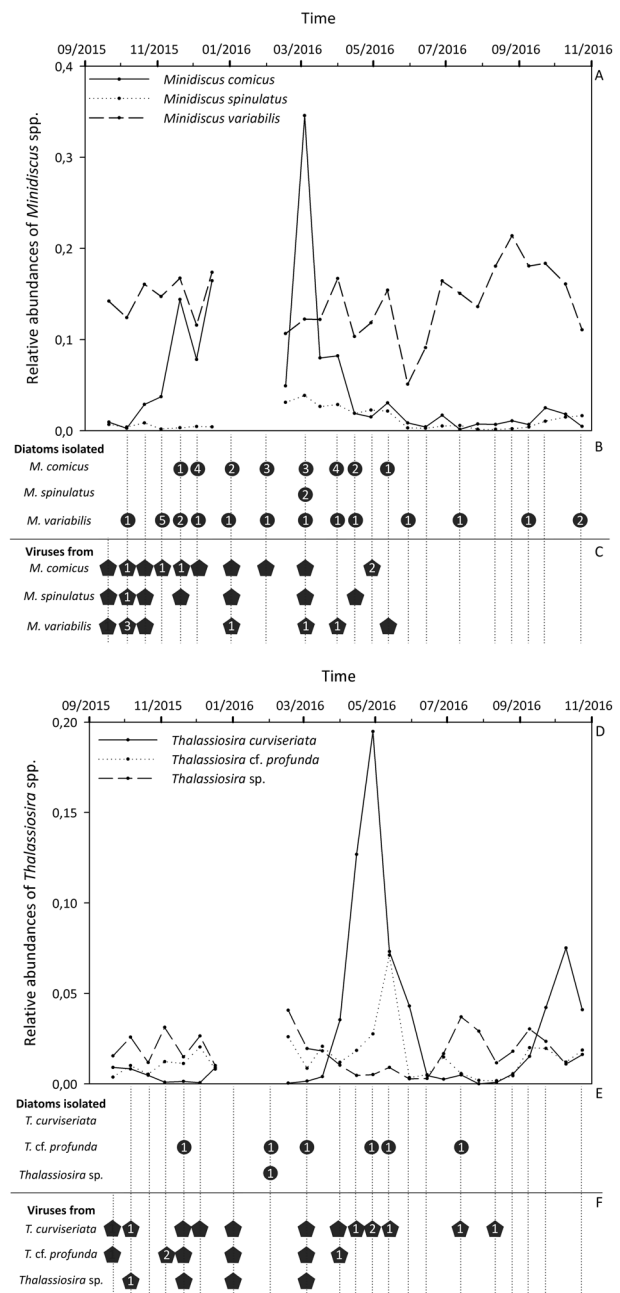 Time
09/2015 11/2015 01/2016 03/2016 05/2016 07/2016 09/2016 11/2016
0,4
A
Minidiscus comicus
Minidiscus spinulatus
Minidiscus variabilis
0,3
0,2
0,1
0,0
Relative abundances of Minidiscus spp.
Diatoms isolated
B
M. comicus 1 4 2 3 3 4 2 1
M. spinulatus 2
M. variabilis 1 5 2 1 1 1 1 1 1 1 1 1 2
Viruses from
C
M. comicus 1 1 1 2
M. spinulatus 1
M. variabilis 3 1 1 1
Time
09/2015 11/2015 01/2016 03/2016 05/2016 07/2016 09/2016 11/2016
0,20
D
Thalassiosira curviseriata
Thalassiosira cf. profunda
Thalassiosira sp.
0,15
0,10
0,05
0,00
Relative abundances of Thalassiosira spp.
Diatoms isolated
E
T. curviseriata
T. cf. profunda 1 1 1 1 1 1
Thalassiosira sp. 1
Viruses from
F
T. curviseriata 1 1 2 1 1 1
T. cf. profunda 2 1
Thalassiosira sp. 1